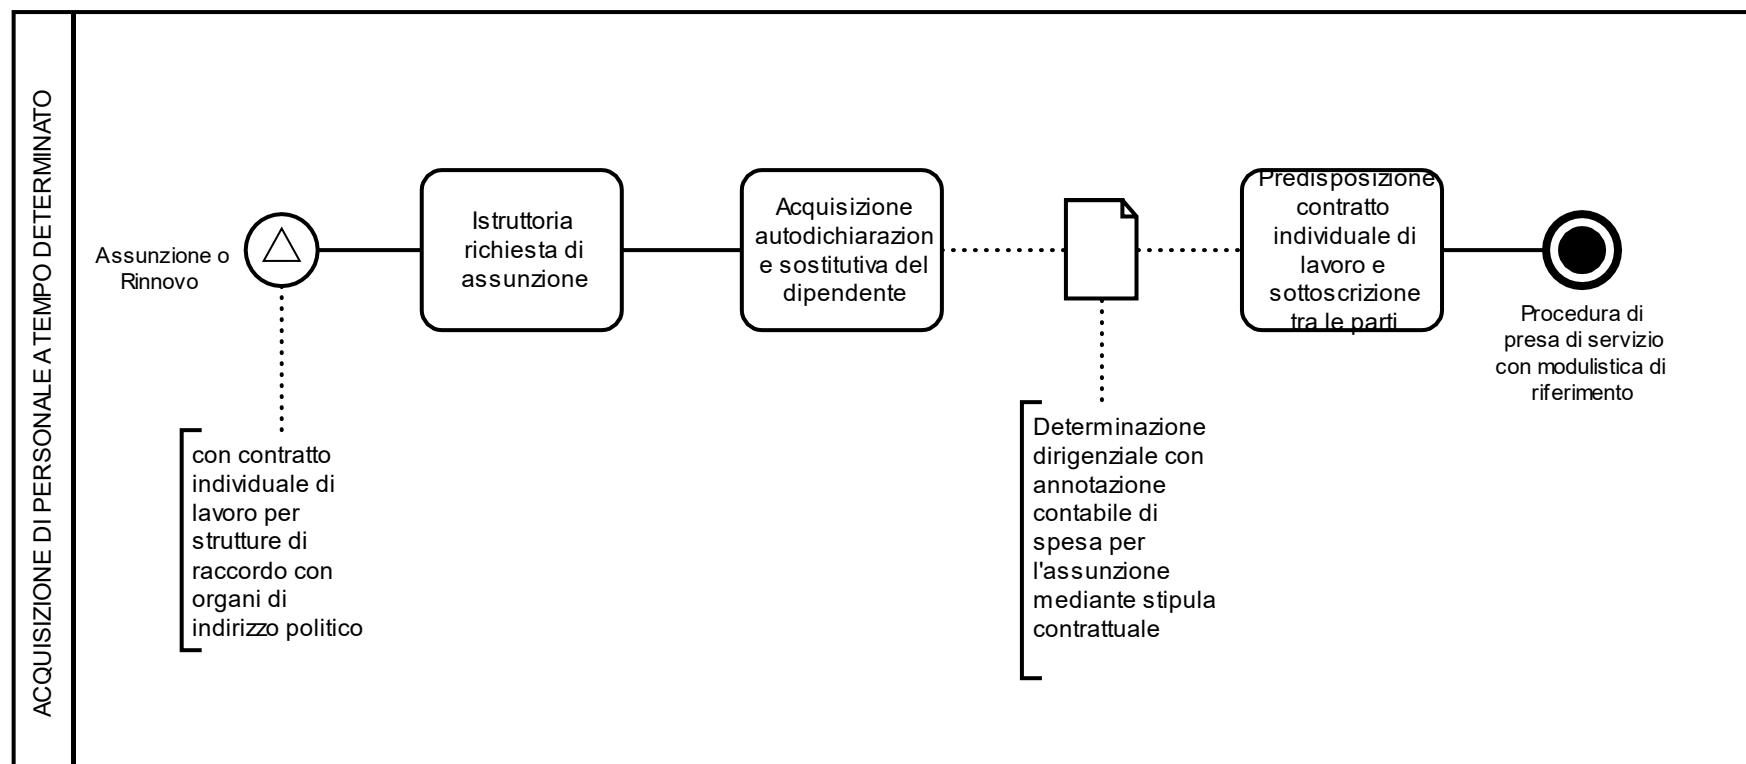 ACQUISIZIONE DI PERSONALE A TEMPO DETERMINATO
Assunzione o
Rinnovo
con contratto
individuale di
lavoro per
strutture di
raccordo con
organi di
indirizzo politico
Istruttoria
richiesta di
assunzione
Acquisizione
autodichiarazion
e sostitutiva del
dipendente
Determinazione
dirigenziale con
annotazione
contabile di
spesa per
l'assunzione
mediante stipula
contrattuale
Predisposizione
contratto
individuale di
lavoro e
sottoscrizione
tra le parti
Procedura di
presa di servizio
con modulistica di
riferimento